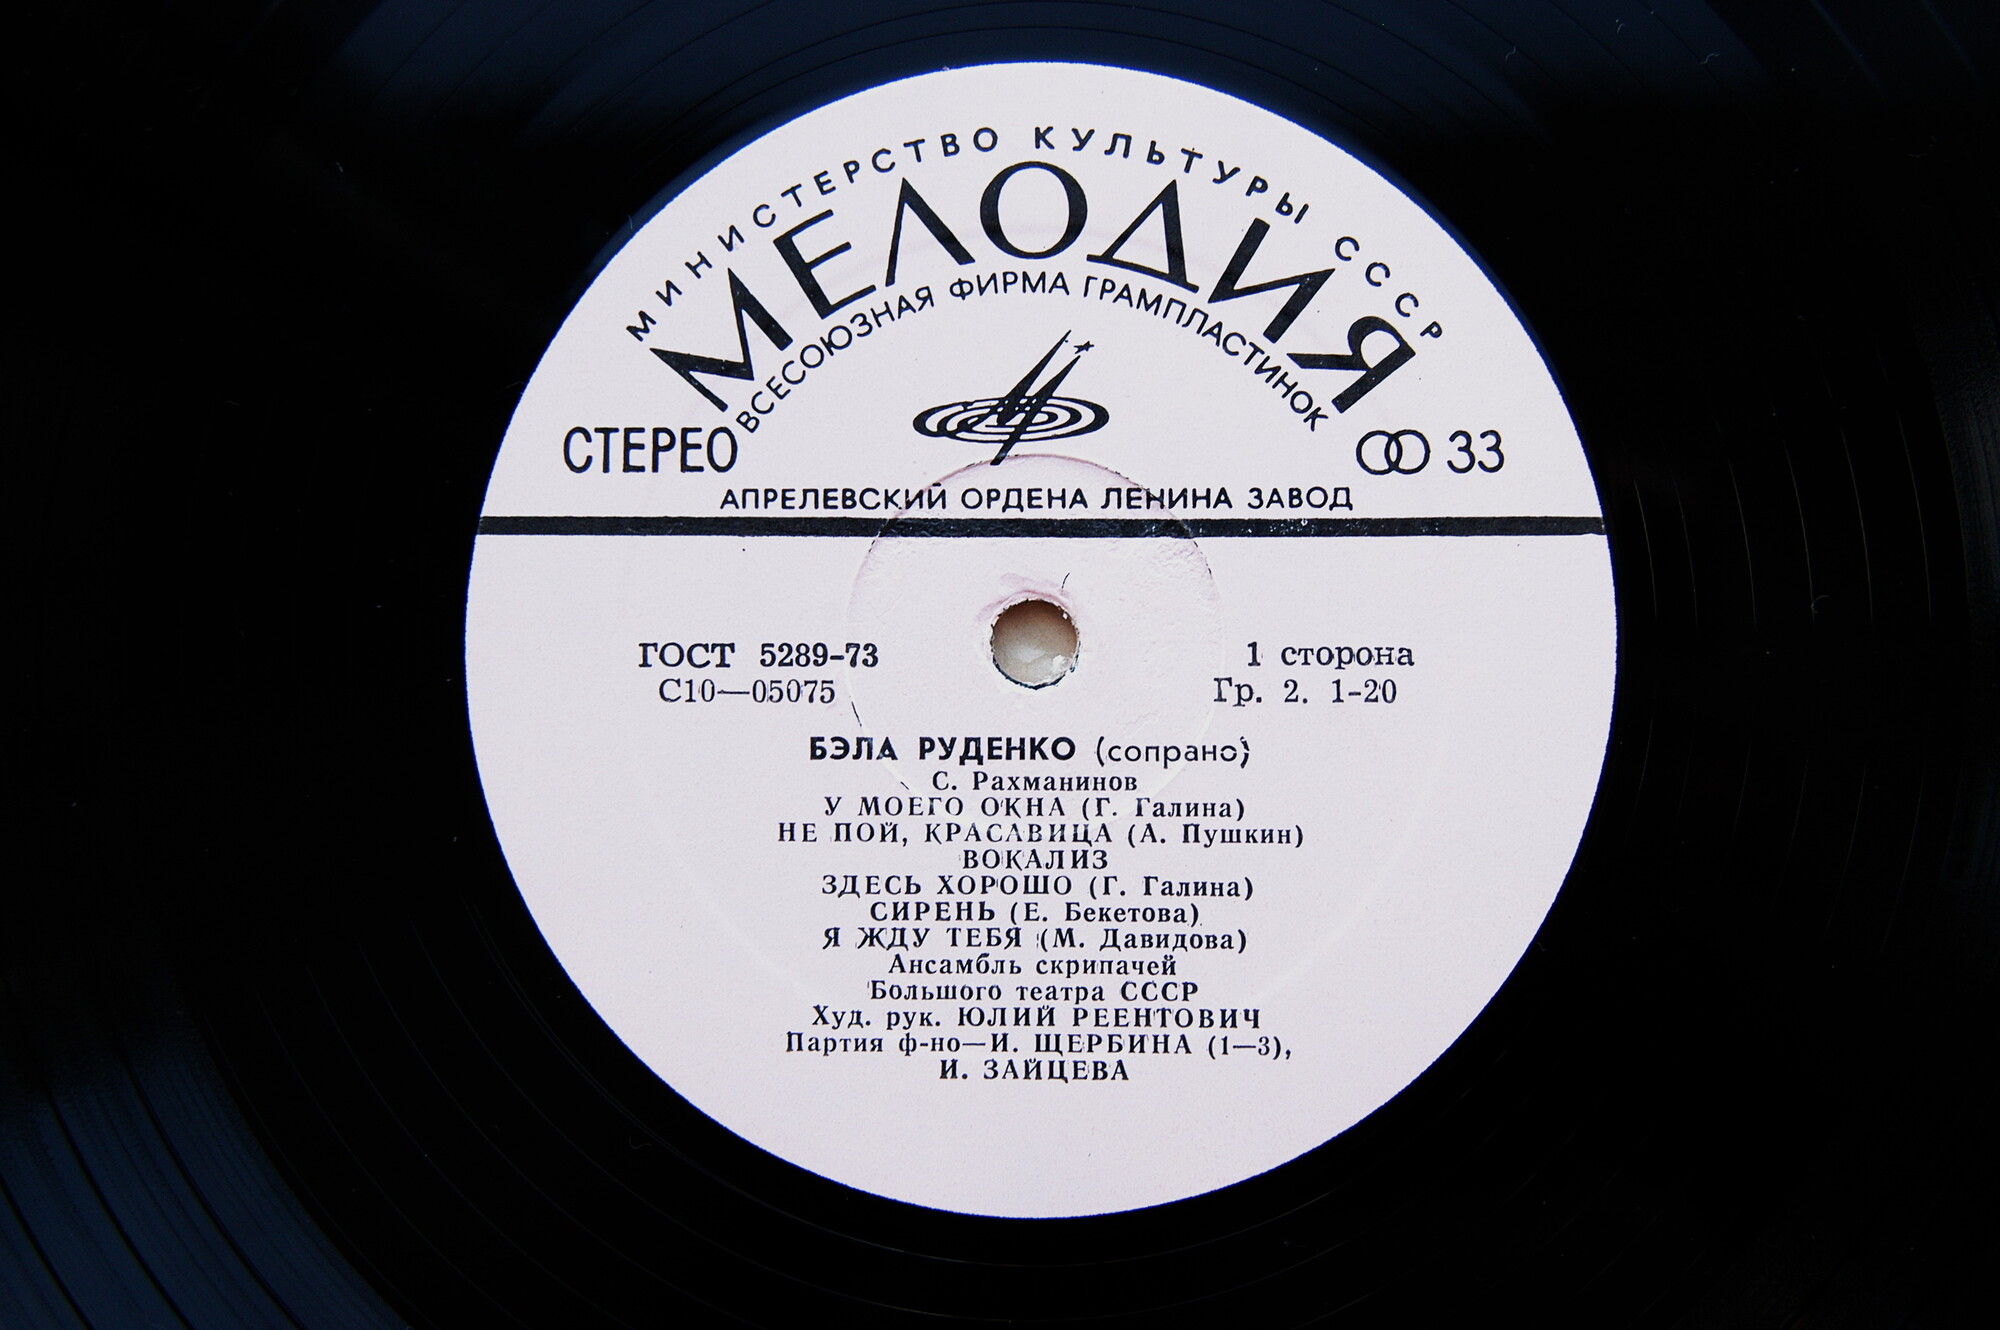 МИНИСТЕРСТВО КУЛЬТУРЫ СССР
МЕЛОДИЯ
ВСЕСОЮЗНАЯ ФИРМА ГРАМПЛАСТИНОК
СТЕРЕО 33
АПРЕЛЕВСКИЙ ОРДЕНА ЛЕНИНА ЗАВОД
ГОСТ 5289-73 1 сторона
С10—05075 Гр. 2. 1-20
БЭЛА РУДЕНКО (сопрано)
С. Рахманинов
У МОЕГО ОКНА (Г. Галина)
НЕ ПОЙ, КРАСАВИЦА (А. Пушкин)
ВОКАЛИЗ
ЗДЕСЬ ХОРОШО (Г. Галина)
СИРЕНЬ (Е. Бекетова)
Я ЖДУ ТЕБЯ (М. Давидова)
Ансамбль скрипачей
Большого театра СССР
Худ. рук. ЮЛИЙ РЕЕНТОВИЧ
Партия ф-но—И. ЩЕРБИНА (1—3),
И. ЗАЙЦЕВА